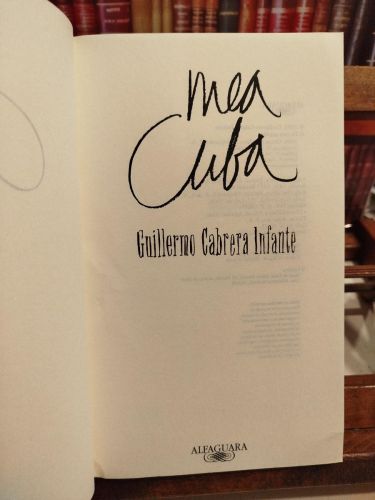 mea
Cuba
Guillermo Cabrera Infante
ALFAGUARA